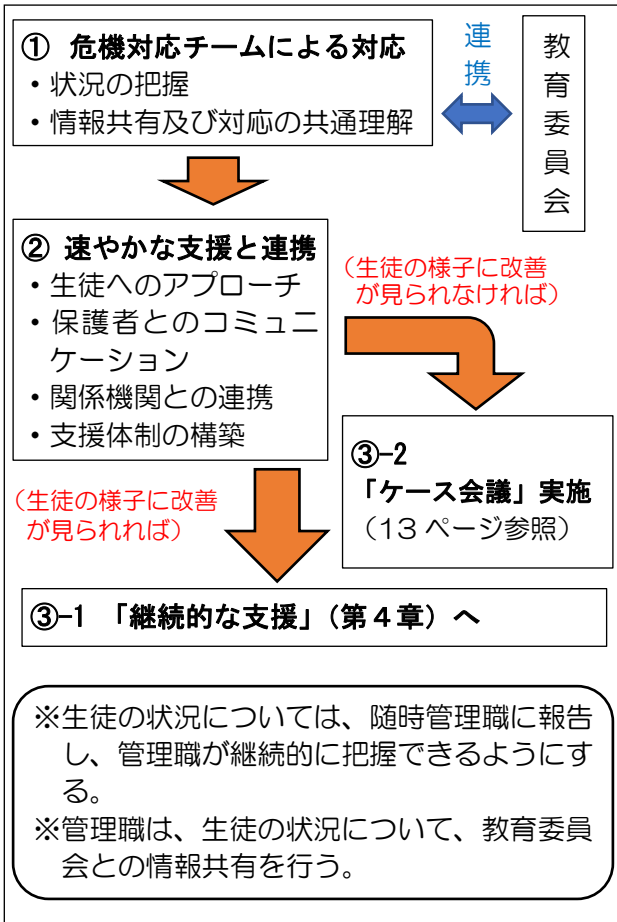 ① 危機対応チームによる対応
・状況の把握
・情報共有及び対応の共通理解
連携
教育委員会
② 速やかな支援と連携
・生徒へのアプローチ
・保護者とのコミュニ
ケーション
・関係機関との連携
・支援体制の構築
（生徒の様子に改善
が見られなければ）
③-2
「ケース会議」実施
（13 ページ参照）
（生徒の様子に改善
が見られれば）
③-1 「継続的な支援」（第４章）へ
※生徒の状況については、随時管理職に報告
し、管理職が継続的に把握できるようにす
る。
※管理職は、生徒の状況について、教育委員
会との情報共有を行う。